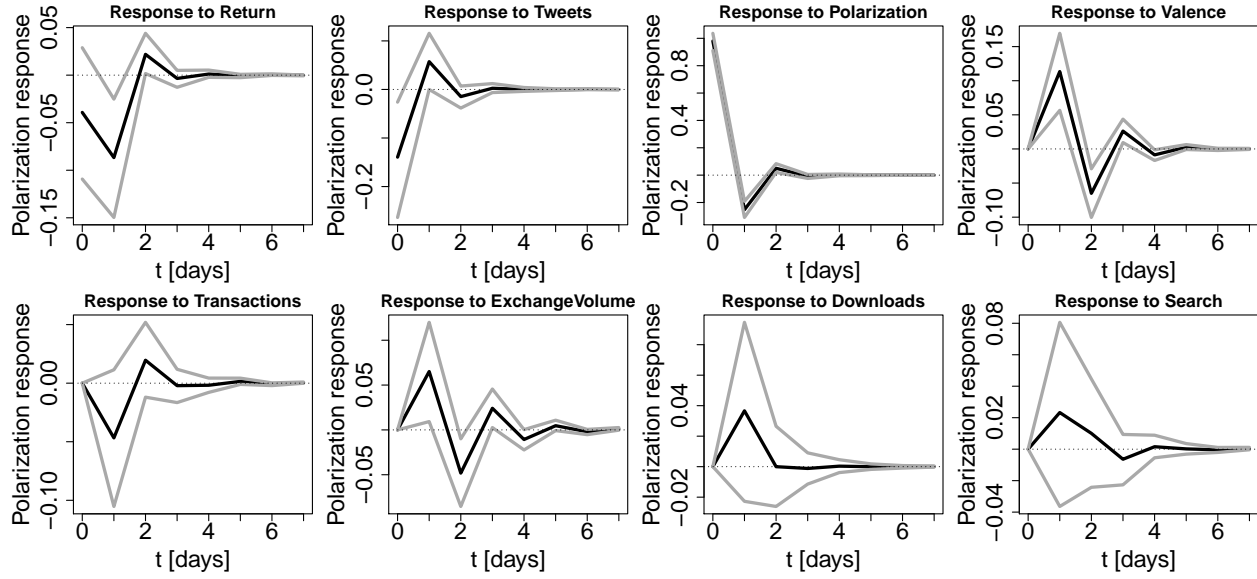 Response to Return
Polarization response
0.05
−0.05
−0.15
0 2 4 6
t [days]
Response to Tweets
Polarization response
0.0
−0.2
0 2 4 6
t [days]
Response to Polarization
Polarization response
0.8
0.4
−0.2
0 2 4 6
t [days]
Response to Valence
Polarization response
0.15
0.05
−0.10
0 2 4 6
t [days]
Response to Transactions
Polarization response
0.00
−0.10
0 2 4 6
t [days]
Response to ExchangeVolume
Polarization response
0.05
−0.05
0 2 4 6
t [days]
Response to Downloads
Polarization response
0.04
−0.02
0 2 4 6
t [days]
Response to Search
Polarization response
0.08
0.02
−0.04
0 2 4 6
t [days]